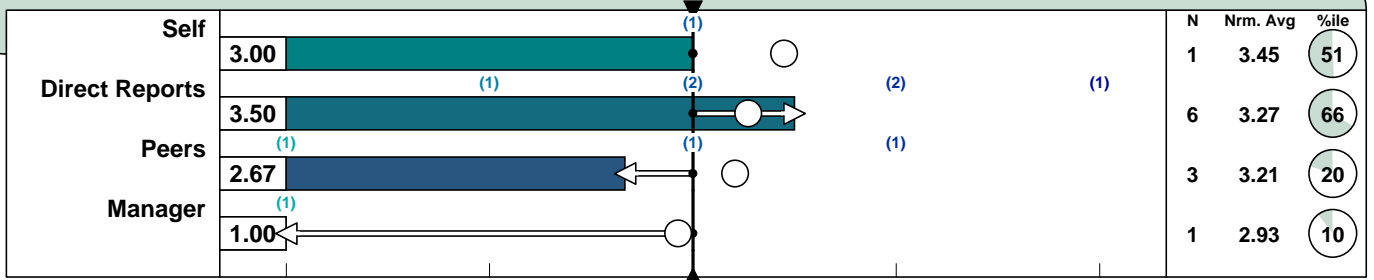 N Nrm. Avg %ile
Self (1)
3.00 1 3.45 51
Direct Reports (1) (2) (2) (1)
3.50 6 3.27 66
Peers (1) (1) (1)
2.67 3 3.21 20
Manager (1)
1.00 1 2.93 10